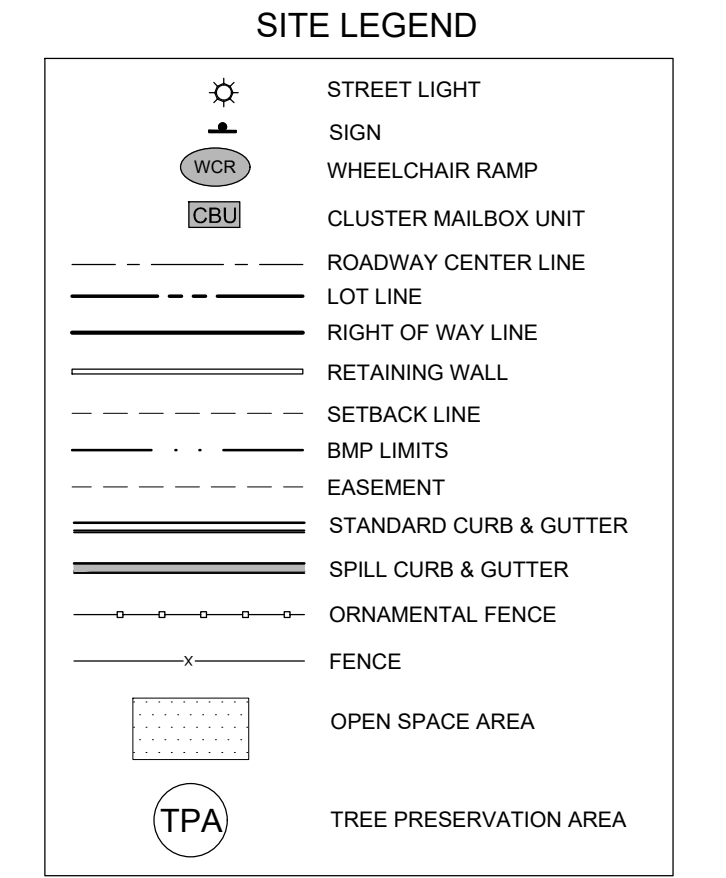 SITE LEGEND
STREET LIGHT
SIGN
WCR WHEELCHAIR RAMP
CBU CLUSTER MAILBOX UNIT
ROADWAY CENTER LINE
LOT LINE
RIGHT OF WAY LINE
RETAINING WALL
SETBACK LINE
BMP LIMITS
EASEMENT
STANDARD CURB & GUTTER
SPILL CURB & GUTTER
ORNAMENTAL FENCE
X FENCE
OPEN SPACE AREA
TPA TREE PRESERVATION AREA